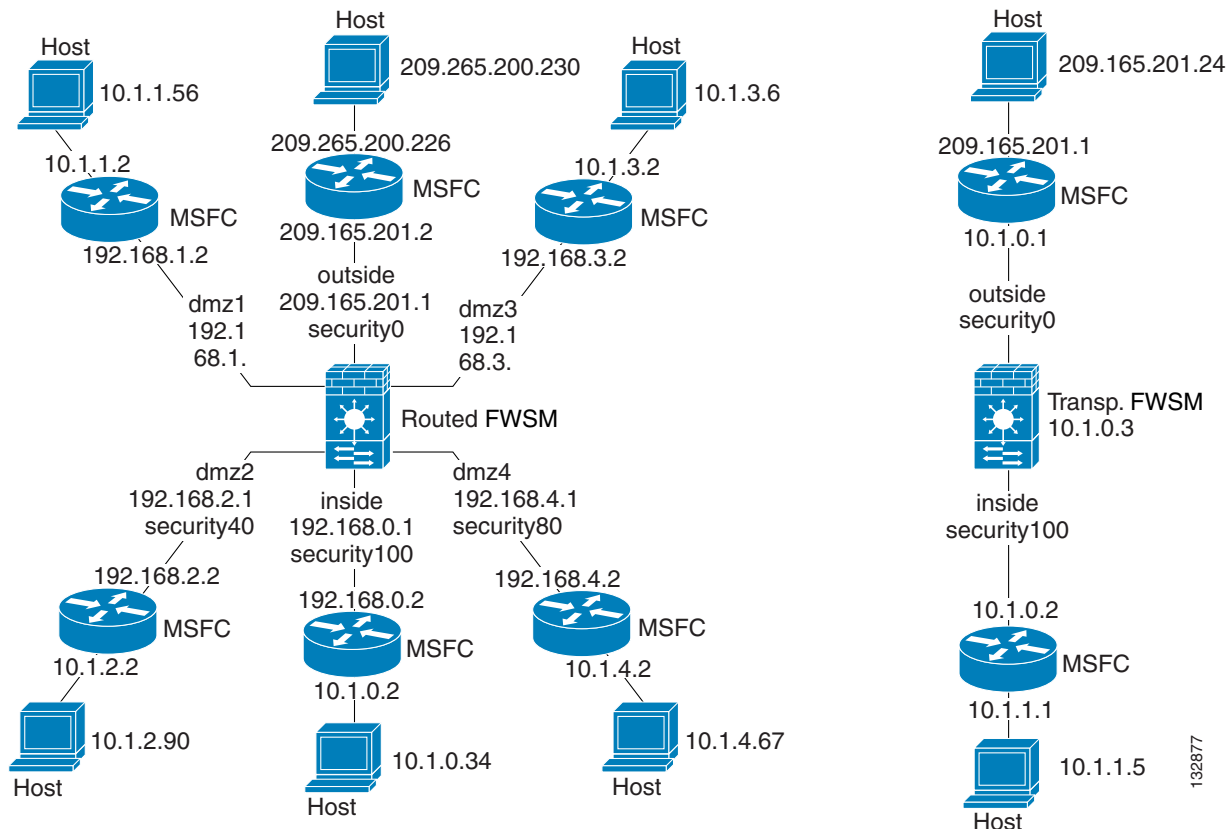 Host
10.1.1.56
10.1.1.2
MSFC
192.168.1.2
dmz1
192.1
68.1.
Host
209.265.200.230
209.265.200.226
MSFC
209.165.201.2
outside
209.165.201.1
security0
Host
10.1.3.6
10.1.3.2
MSFC
192.168.3.2
dmz3
192.1
68.3.
Routed FWSM
dmz2
192.168.2.1
security40
192.168.2.2
MSFC
10.1.2.2
10.1.2.90
Host
inside
192.168.0.1
security100
192.168.0.2
MSFC
10.1.0.2
10.1.0.34
Host
dmz4
192.168.4.1
security80
192.168.4.2
MSFC
10.1.4.2
10.1.4.67
Host
Host
209.165.201.24
209.165.201.1
MSFC
10.1.0.1
outside
security0
Transp. FWSM
10.1.0.3
inside
security100
10.1.0.2
MSFC
10.1.1.1
10.1.1.5
Host
132877